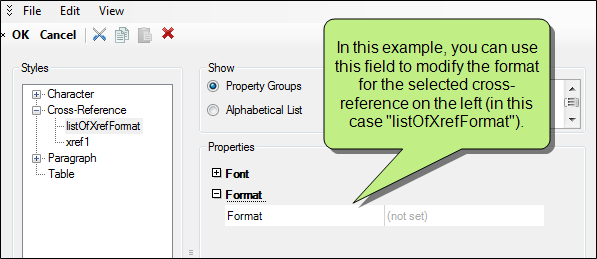 File Edit View
OK Cancel
Styles
Character
Cross-Reference
listOfXrefFormat
xref1
Paragraph
Table
Show
Property Groups
Alphabetical List
In this example, you can use
this field to modify the format
for the selected cross-
reference on the left (in this
case "listOfXrefFormat").
Properties
Font
Format
Format (not set)